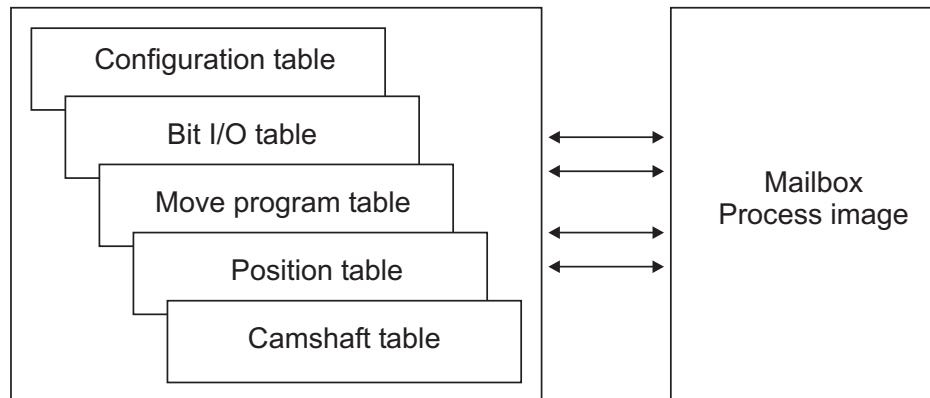 Configuration table
Bit I/O table
Move program table
Position table
Camshaft table
Mailbox
Process image